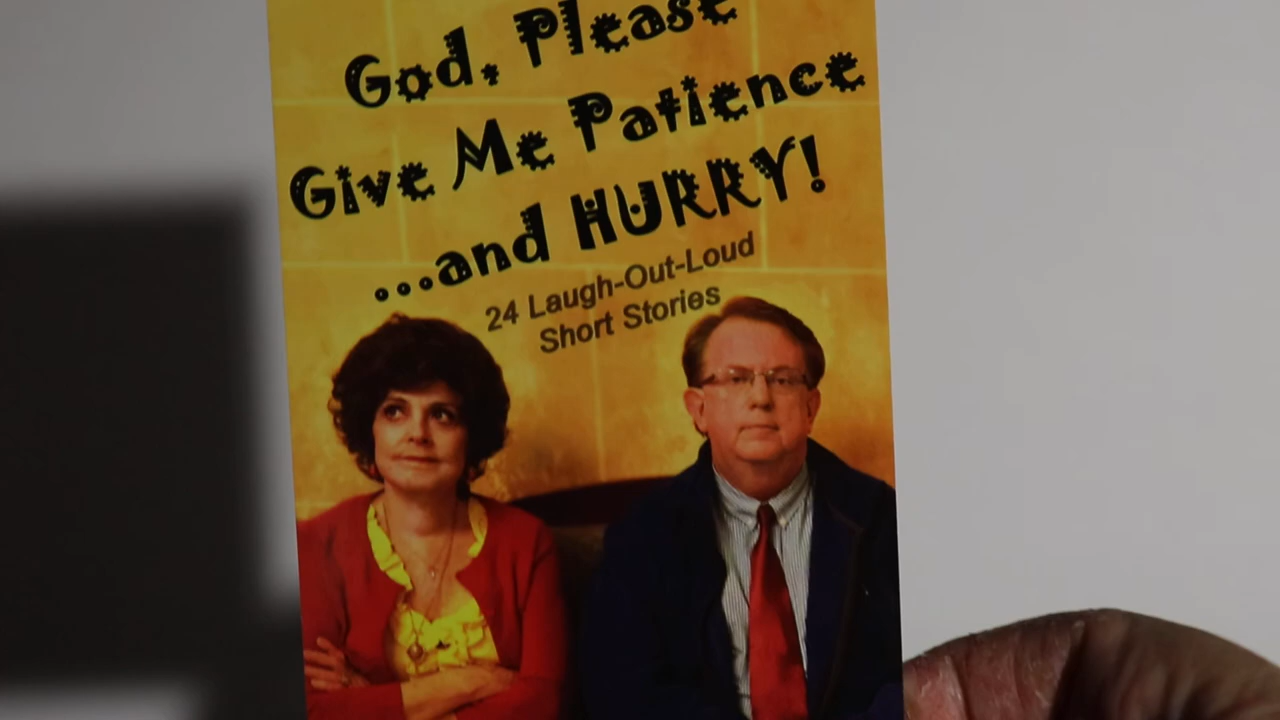 God, Please
Give Me Patience
...and HURRY!
24 Laugh-Out-Loud
Short Stories